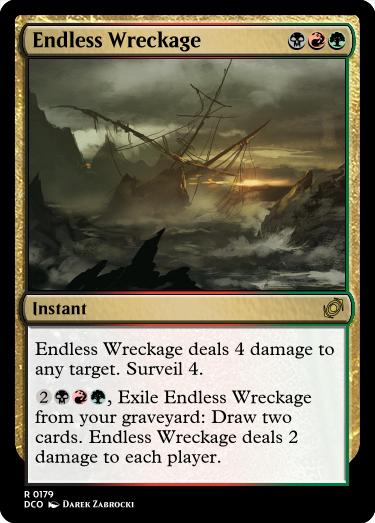 Endless Wreckage
Instant
Endless Wreckage deals 4 damage to
any target. Surveil 4.
2, Exile Endless Wreckage
from your graveyard: Draw two
cards. Endless Wreckage deals 2
damage to each player.
R 0179
DCO Darek Zabrocki